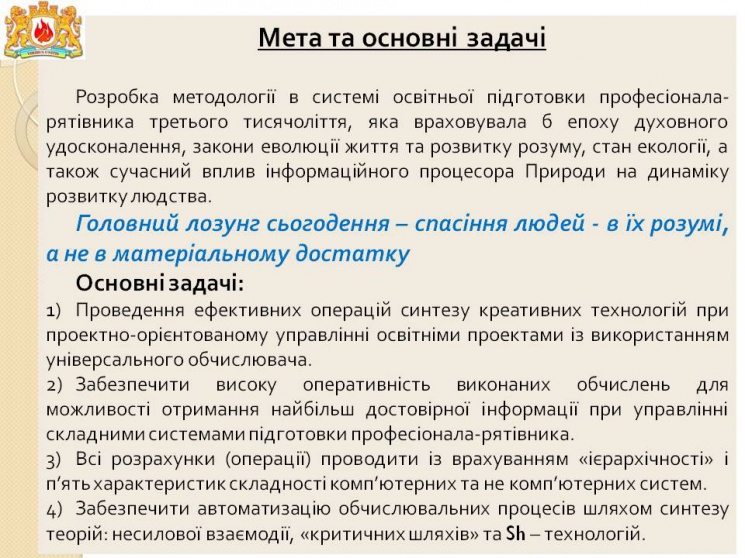 Мета та основні задачі
Розробка методології в системі освітньої підготовки професіонала-
рятівника третього тисячоліття, яка враховувала б епоху духовного
удосконалення, закони еволюції життя та розвитку розуму, стан екології, а
також сучасний вплив інформаційного процесора Природи на динаміку
розвитку людства.
Головний лозунг сьогодення – спасіння людей - в їх розумі,
а не в матеріальному достатку
Основні задачі:
1) Проведення ефективних операцій синтезу креативних технологій при
проектно-орієнтованому управлінні освітніми проектами із використанням
універсального обчислювача.
2) Забезпечити високу оперативність виконаних обчислень для
можливості отримання найбільш достовірної інформації при управлінні
складними системами підготовки професіонала-рятівника.
3) Всі розрахунки (операції) проводити із врахуванням «ієрархічності» і
п’ять характеристик складності комп’ютерних та не комп’ютерних систем.
4) Забезпечити автоматизацію обчислювальних процесів шляхом синтезу
теорій: несилової взаємодії, «критичних шляхів» та Sh – технологій.